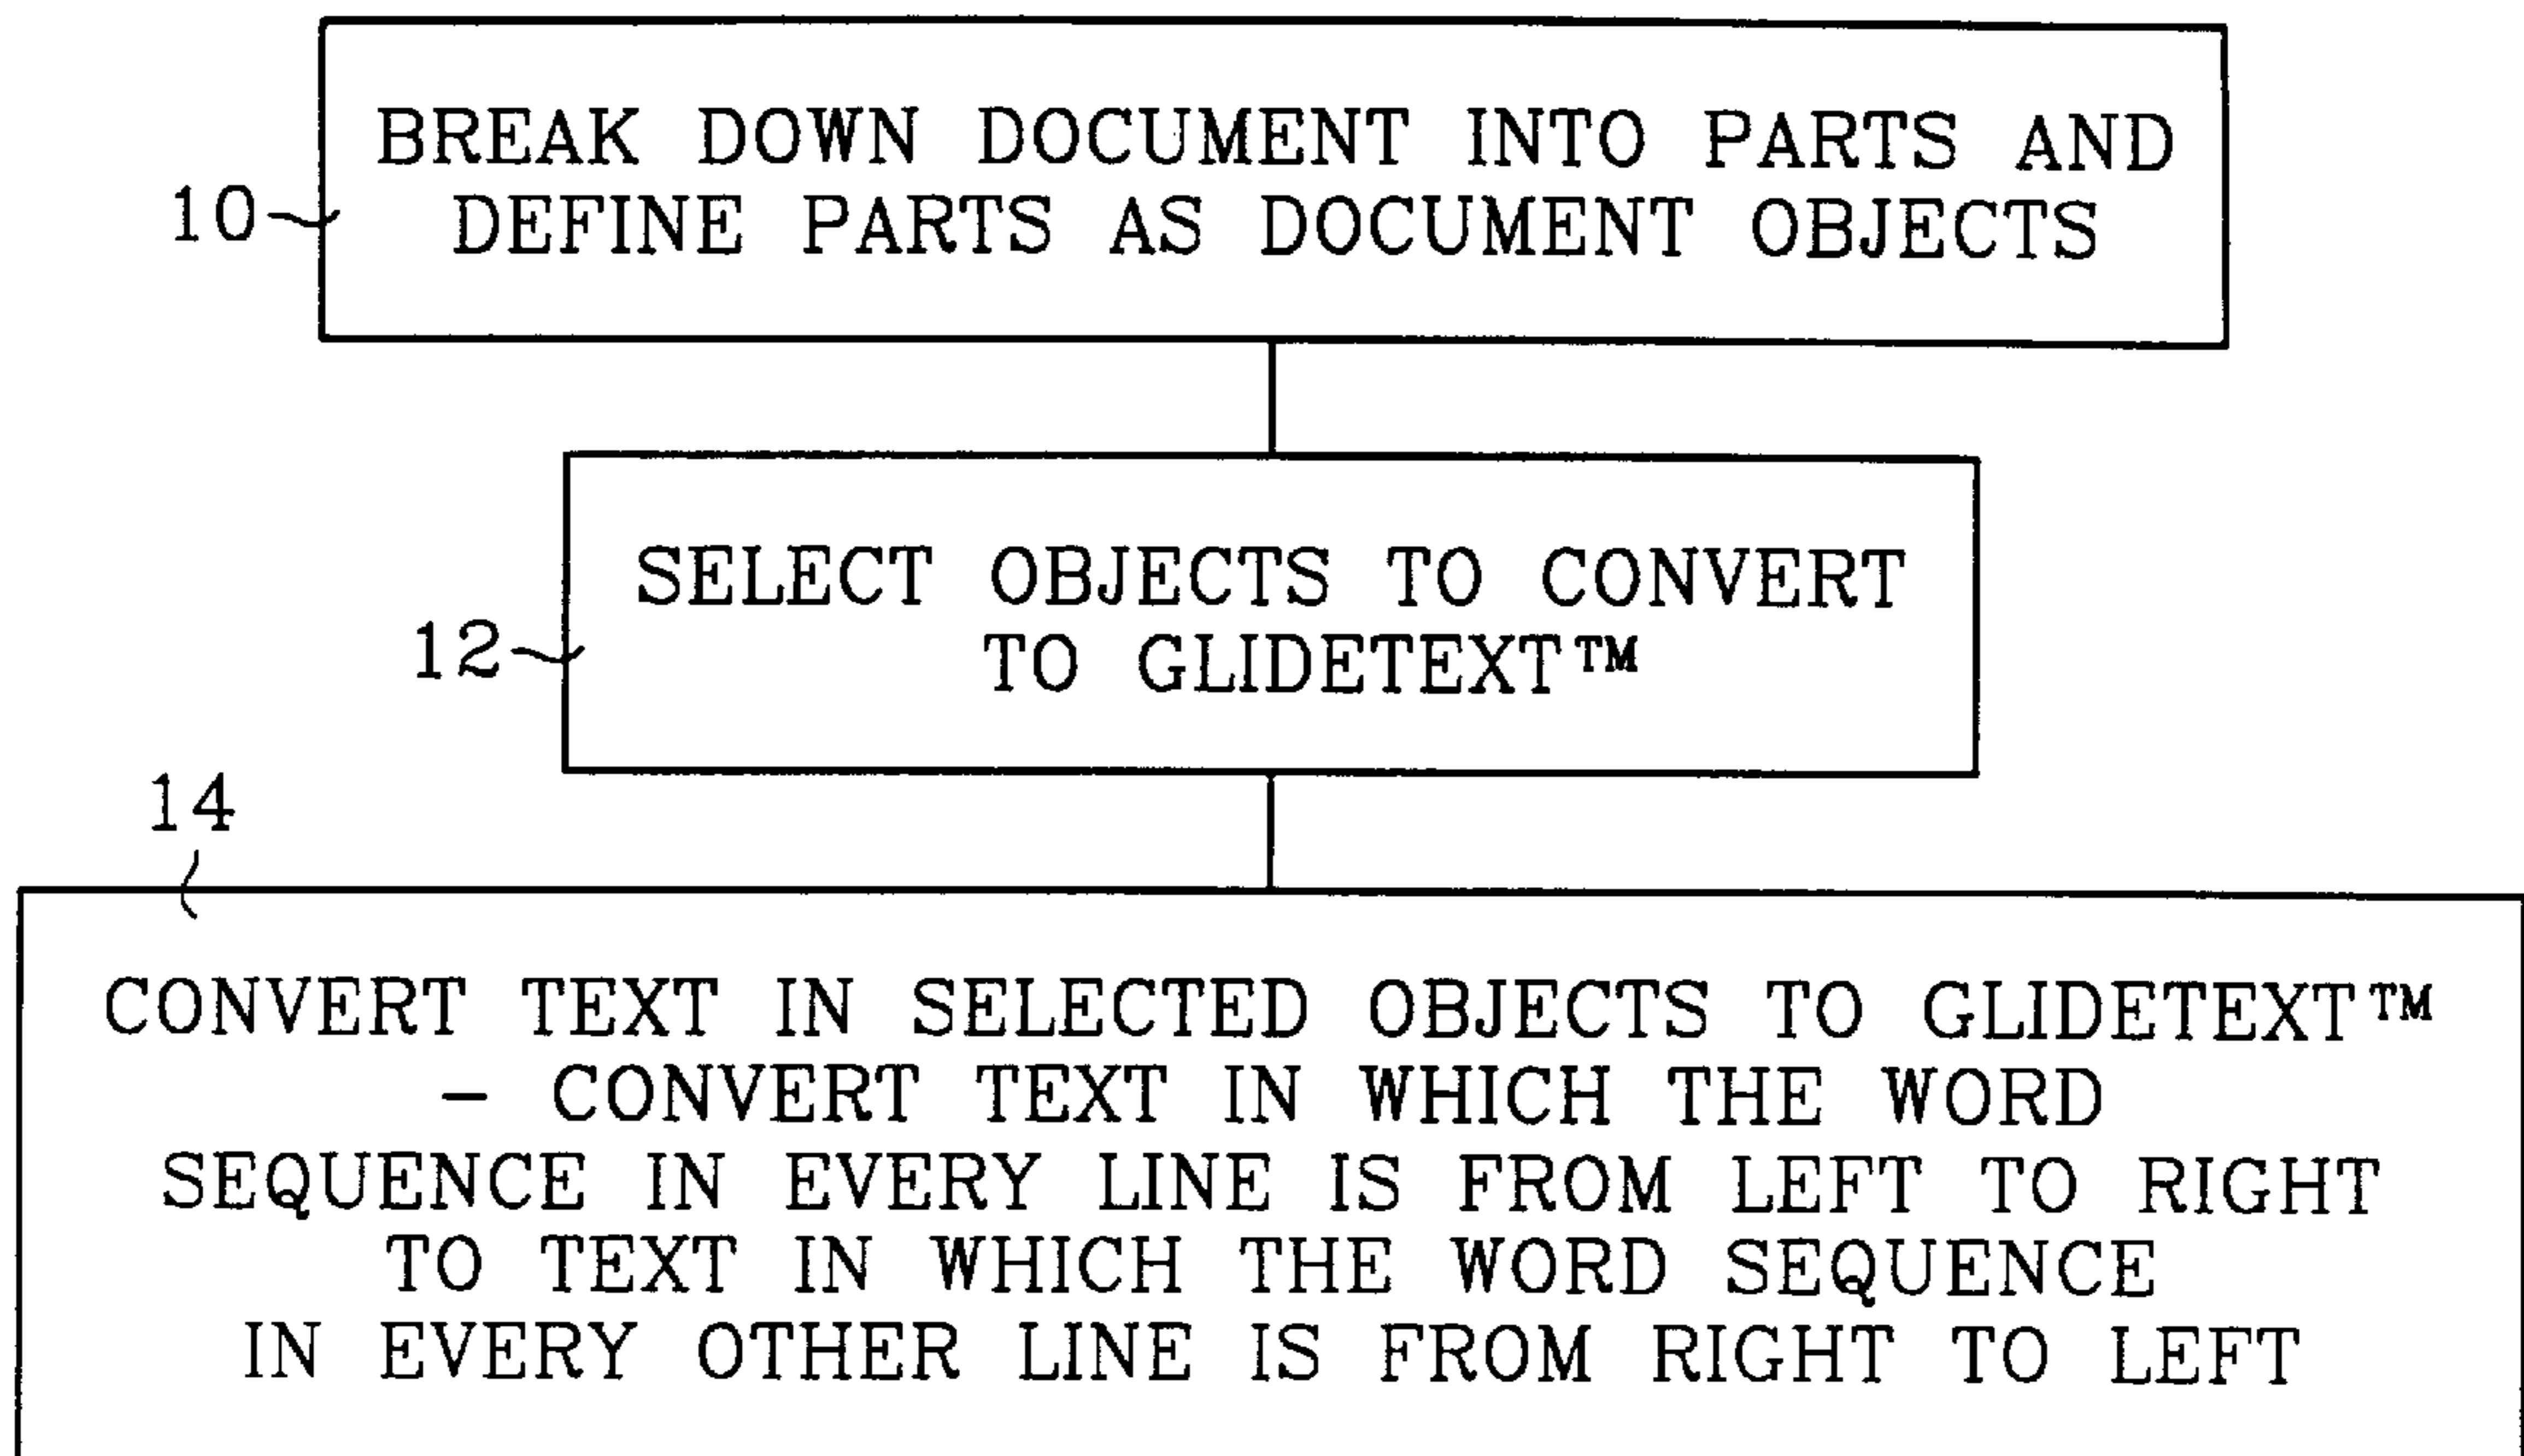 BREAK DOWN DOCUMENT INTO PARTS AND
10 DEFINE PARTS AS DOCUMENT OBJECTS
SELECT OBJECTS TO CONVERT
12 TO GLIDETEXT™
14
CONVERT TEXT IN SELECTED OBJECTS TO GLIDETEXT™
– CONVERT TEXT IN WHICH THE WORD
SEQUENCE IN EVERY LINE IS FROM LEFT TO RIGHT
TO TEXT IN WHICH THE WORD SEQUENCE
IN EVERY OTHER LINE IS FROM RIGHT TO LEFT